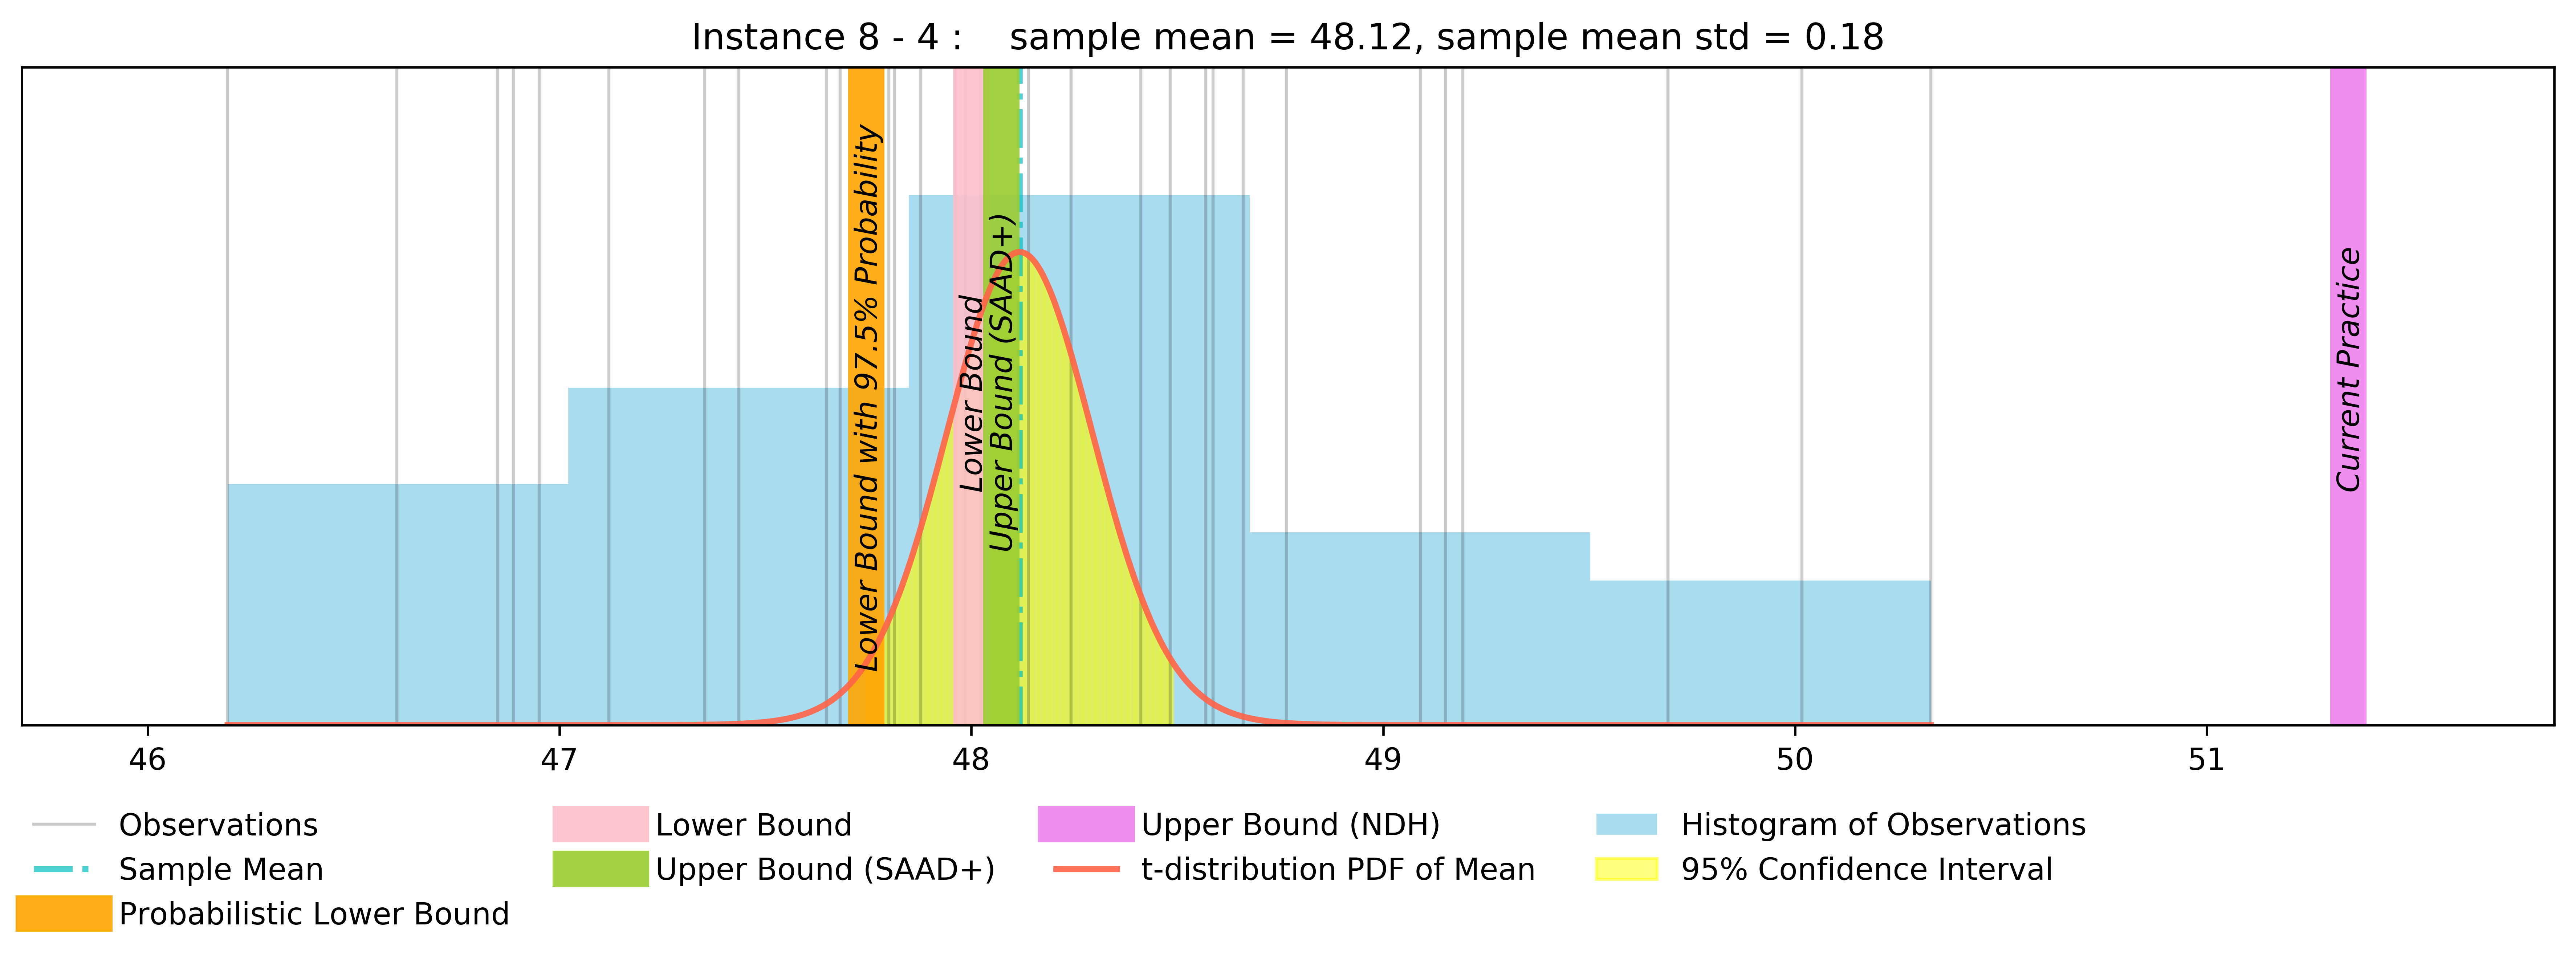 Instance 8 - 4 :    sample mean = 48.12, sample mean std = 0.18
Lower Bound with 97.5% Probability
Lower Bound
Upper Bound (SAAD+)
Current Practice
46 47 48 49 50 51
Observations
Sample Mean
Probabilistic Lower Bound
Lower Bound
Upper Bound (SAAD+)
Upper Bound (NDH)
t-distribution PDF of Mean
Histogram of Observations
95% Confidence Interval